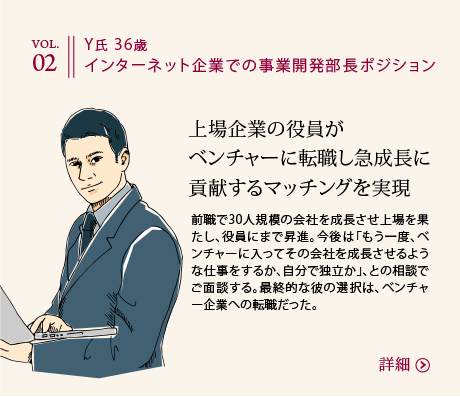 VOL.
02
Y氏 36歳
インターネット企業での事業開発部長ポジション
上場企業の役員が
ベンチャーに転職し急成長に
貢献するマッチングを実現
前職で30人規模の会社を成長させ上場を果
たし、役員にまで昇進。今後は「もう一度、ベ
ンチャーに入ってその会社を成長させるよう
な仕事をするか、自分で独立か」、との相談で
ご面談する。最終的な彼の選択は、ベンチャ
ー企業への転職だった。
詳細